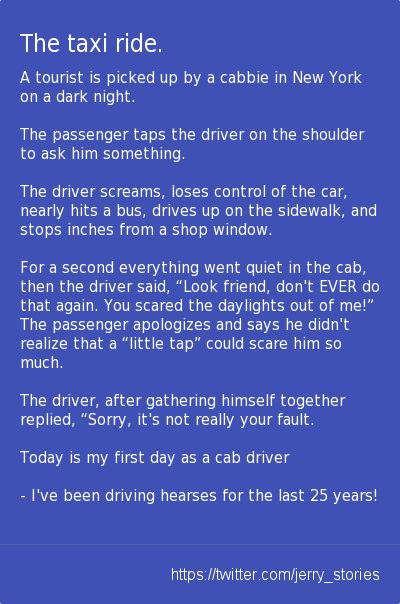 The taxi ride.
A tourist is picked up by a cabbie in New York
on a dark night.
The passenger taps the driver on the shoulder
to ask him something.
The driver screams, loses control of the car,
nearly hits a bus, drives up on the sidewalk, and
stops inches from a shop window.
For a second everything went quiet in the cab,
then the driver said, “Look friend, don't EVER do
that again. You scared the daylights out of me!”
The passenger apologizes and says he didn't
realize that a “little tap” could scare him so
much.
The driver, after gathering himself together
replied, “Sorry, it's not really your fault.
Today is my first day as a cab driver
- I've been driving hearses for the last 25 years!
https://twitter.com/jerry_stories